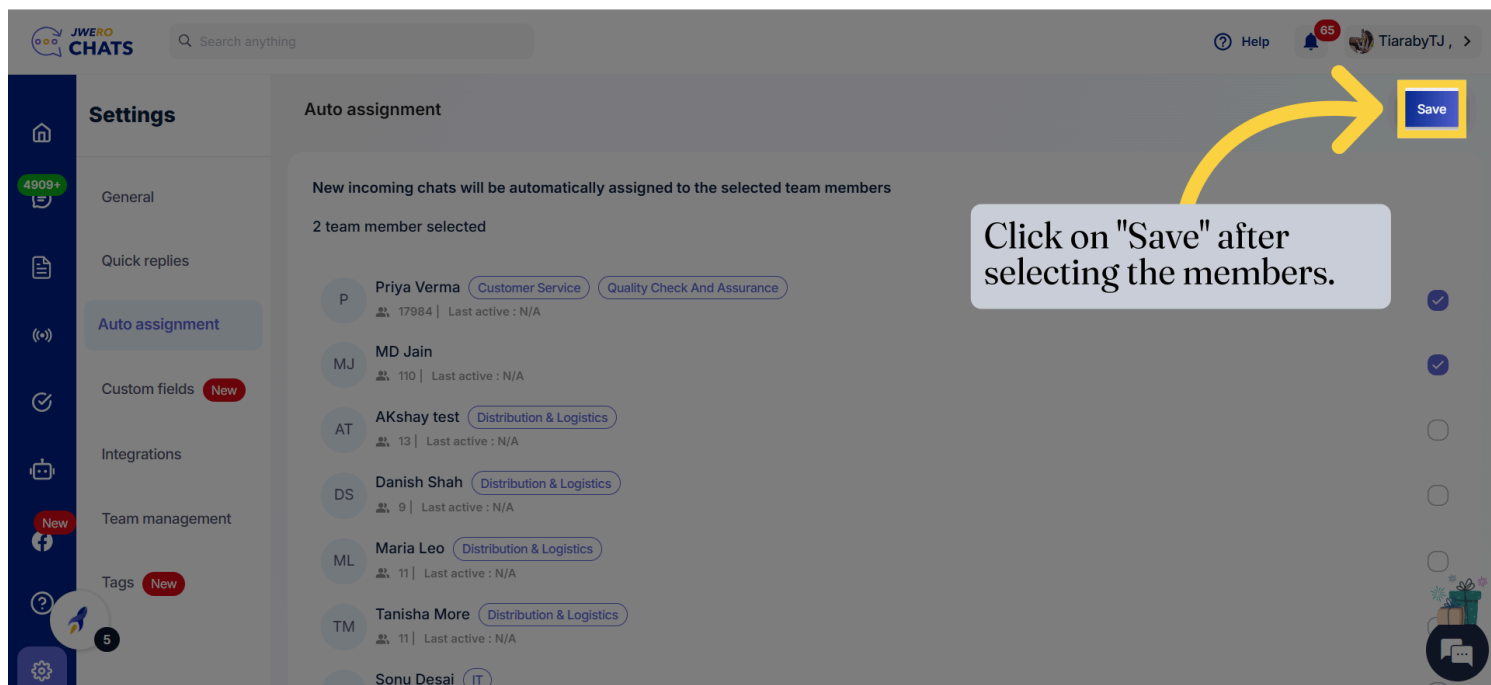 JWERO
CHATS
Search anything
Help
65
TiarabyTJ ,
Settings
Auto assignment
Save
4909+
General
New incoming chats will be automatically assigned to the selected team members
2 team member selected
Click on "Save" after
selecting the members.
Quick replies
P
Priya Verma
Customer Service
Quality Check And Assurance
17984 | Last active : N/A
Auto assignment
MJ
MD Jain
110 | Last active : N/A
Custom fields
New
AT
AKshay test
Distribution & Logistics
13 | Last active : N/A
Integrations
DS
Danish Shah
Distribution & Logistics
9 | Last active : N/A
Team management
New
ML
Maria Leo
Distribution & Logistics
11 | Last active : N/A
Tags
New
TM
Tanisha More
Distribution & Logistics
11 | Last active : N/A
5
Sonu Desai
IT